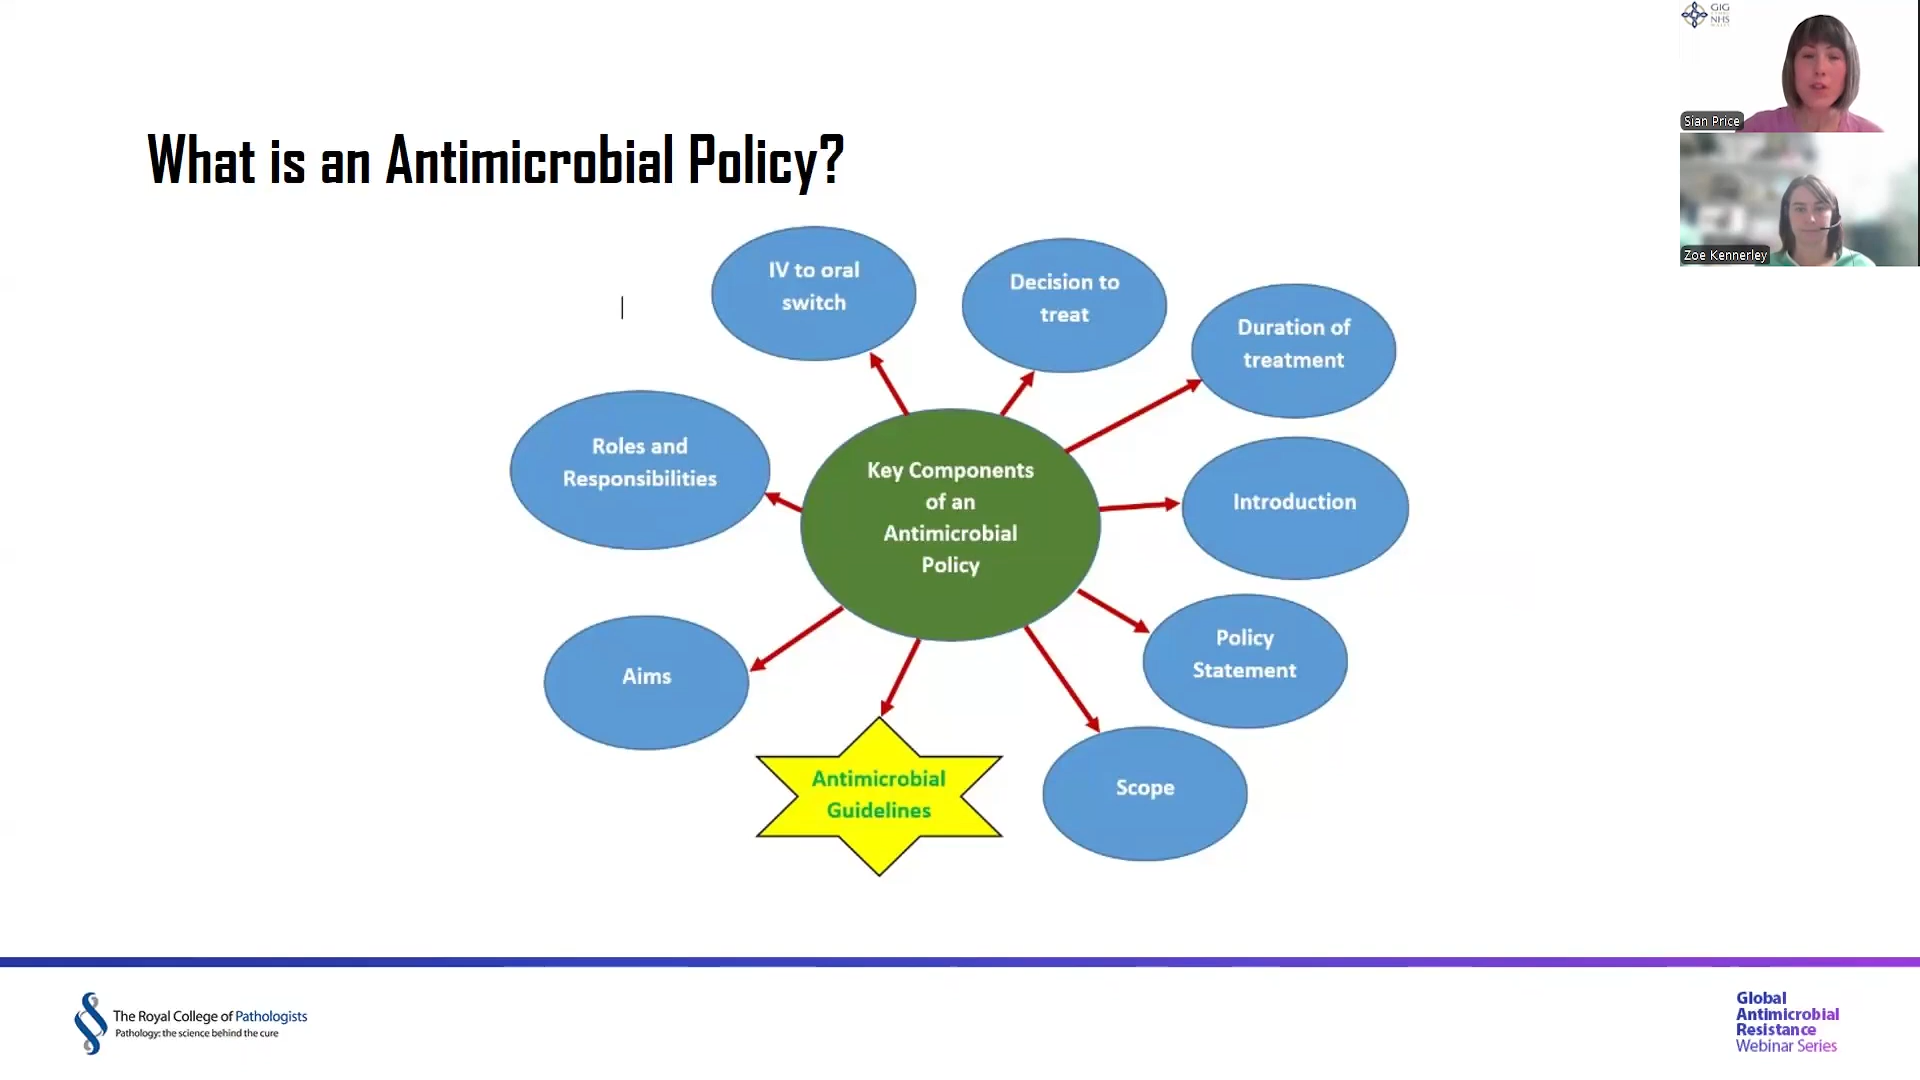 What is an Antimicrobial Policy?
IV to oral
switch
Decision to
treat
Duration of
treatment
Roles and
Responsibilities
Key Components
of an
Antimicrobial
Policy
Introduction
Policy
Statement
Aims
Antimicrobial
Guidelines
Scope
GIG
NHS
Sian Price
Zoe Kennerley
The Royal College of Pathologists
Pathology: the science behind the cure
Global
Antimicrobial
Resistance
Webinar Series